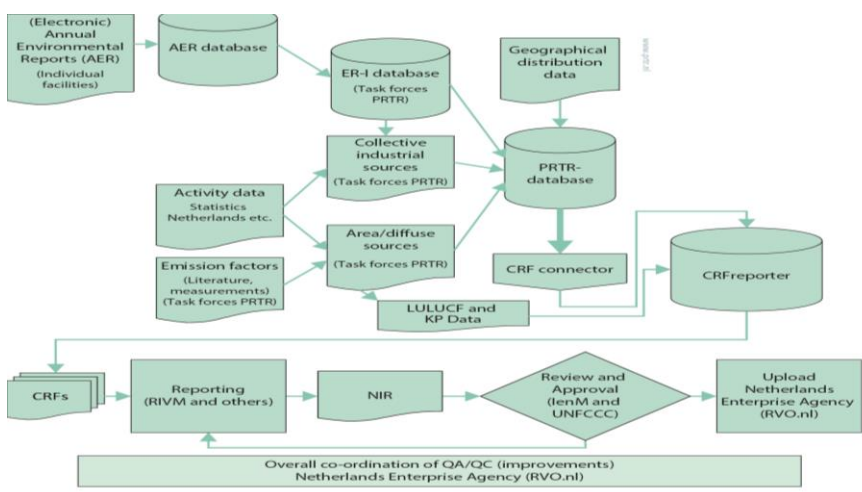 (Electronic)
Annual
Environmental
Reports (AER)
(Individual
facilities)
AER database
ER-I database
(Task forces
PRTR)
Geographical
distribution
data
www.prtr.nl
Collective
industrial
sources
(Task forces PRTR)
PRTR-
database
Activity data
Statistics
Netherlands etc.
Area/diffuse
sources
(Task forces PRTR)
Emission factors
(Literature,
measurements)
(Task forces PRTR)
CRF connector
CRFreporter
LULUCF and
KP Data
CRFs
Reporting
(RIVM and others)
NIR
Review and
Approval
(IenM and
UNFCCC)
Upload
Netherlands
Enterprise Agency
(RVO.nl)
Overall co-ordination of QA/QC (improvements)
Netherlands Enterprise Agency (RVO.nl)